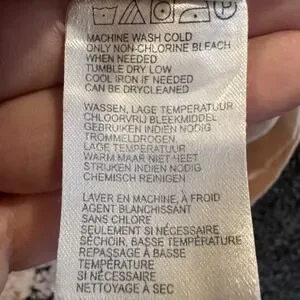 MACHINE WASH COLD
ONLY NON-CHLORINE BLEACH
WHEN NEEDED
TUMBLE DRY LOW
COOL IRON IF NEEDED
CAN BE DRYCLEANED
WASSEN, LAGE TEMPERATUUR
CHLOORVRIJ BLEEKMIDDEL
GEBRUIKEN INDIEN NODIG
TROMMELDROGEN,
LAGE TEMPERATUUR
WARM MAAR NIET HEET
STRIJKEN INDIEN NODIG
CHEMISCH REINIGEN
LAVER EN MACHINE, À FROID
AGENT BLANCHISSANT
SANS CHLORE
SEULEMENT SI NÉCESSAIRE
SÉCHOIR, BASSE TEMPÉRATURE
REPASSAGE À BASSE
TEMPÉRATURE
SI NÉCESSAIRE
NETTOYAGE À SEC